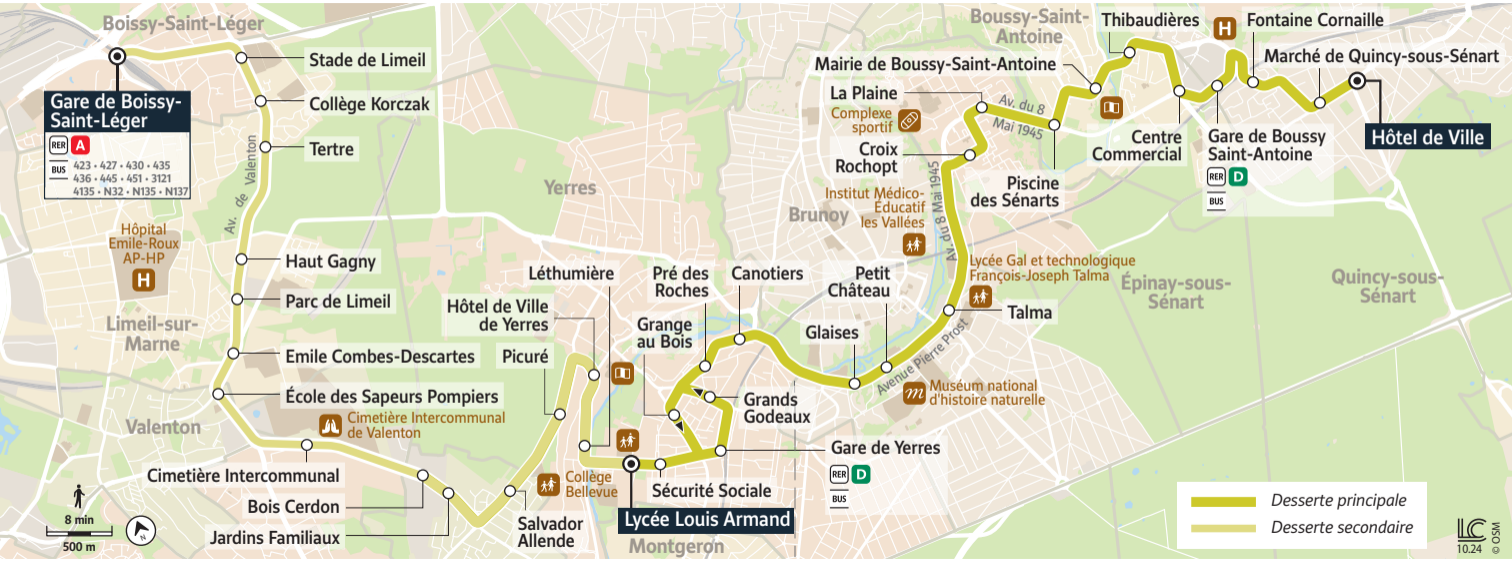 Boissy-Saint-Léger
Gare de Boissy-
Saint-Léger
RER A
BUS
423 • 427 • 430 • 435
436 • 445 • 451 • 3121
4135 • N32 • N135 • N137
Stade de Limeil
Collège Korczak
Tertre
Av. de Valenton
Hôpital
Emile-Roux
AP-HP
H
Haut Gagny
Parc de Limeil
Limeil-sur-
Marne
Emile Combes-Descartes
École des Sapeurs Pompiers
Valenton
Cimetière Intercommunal
de Valenton
Cimetière Intercommunal
Bois Cerdon
Jardins Familiaux
8 min
500 m
N
Salvador
Allende
Collège
Bellevue
Picuré
Hôtel de Ville
de Yerres
Léthumière
Yerres
Lycée Louis Armand
Montgeron
Sécurité Sociale
Grange
au Bois
Pré des
Roches
Canotiers
Grands
Godeaux
Gare de Yerres
RER D
BUS
Glaises
Petit
Château
Avenue Pierre Prost
Muséum national
d'histoire naturelle
m
Talma
Lycée Gal et technologique
François-Joseph Talma
Brunoy
Institut Médico-
Éducatif
les Vallées
Av. du 8 Mai 1945
Croix
Rochopt
Complexe
sportif
La Plaine
Av. du 8
Mai 1945
Piscine
des Sénarts
Mairie de Boussy-Saint-Antoine
Boussy-Saint-
Antoine
Thibaudières
Centre
Commercial
H
Gare de Boussy
Saint-Antoine
RER D
BUS
Fontaine Cornaille
Marché de Quincy-sous-Sénart
Hôtel de Ville
Épinay-sous-
Sénart
Quincy-sous-
Sénart
Desserte principale
Desserte secondaire
LC
10.24
© OSM